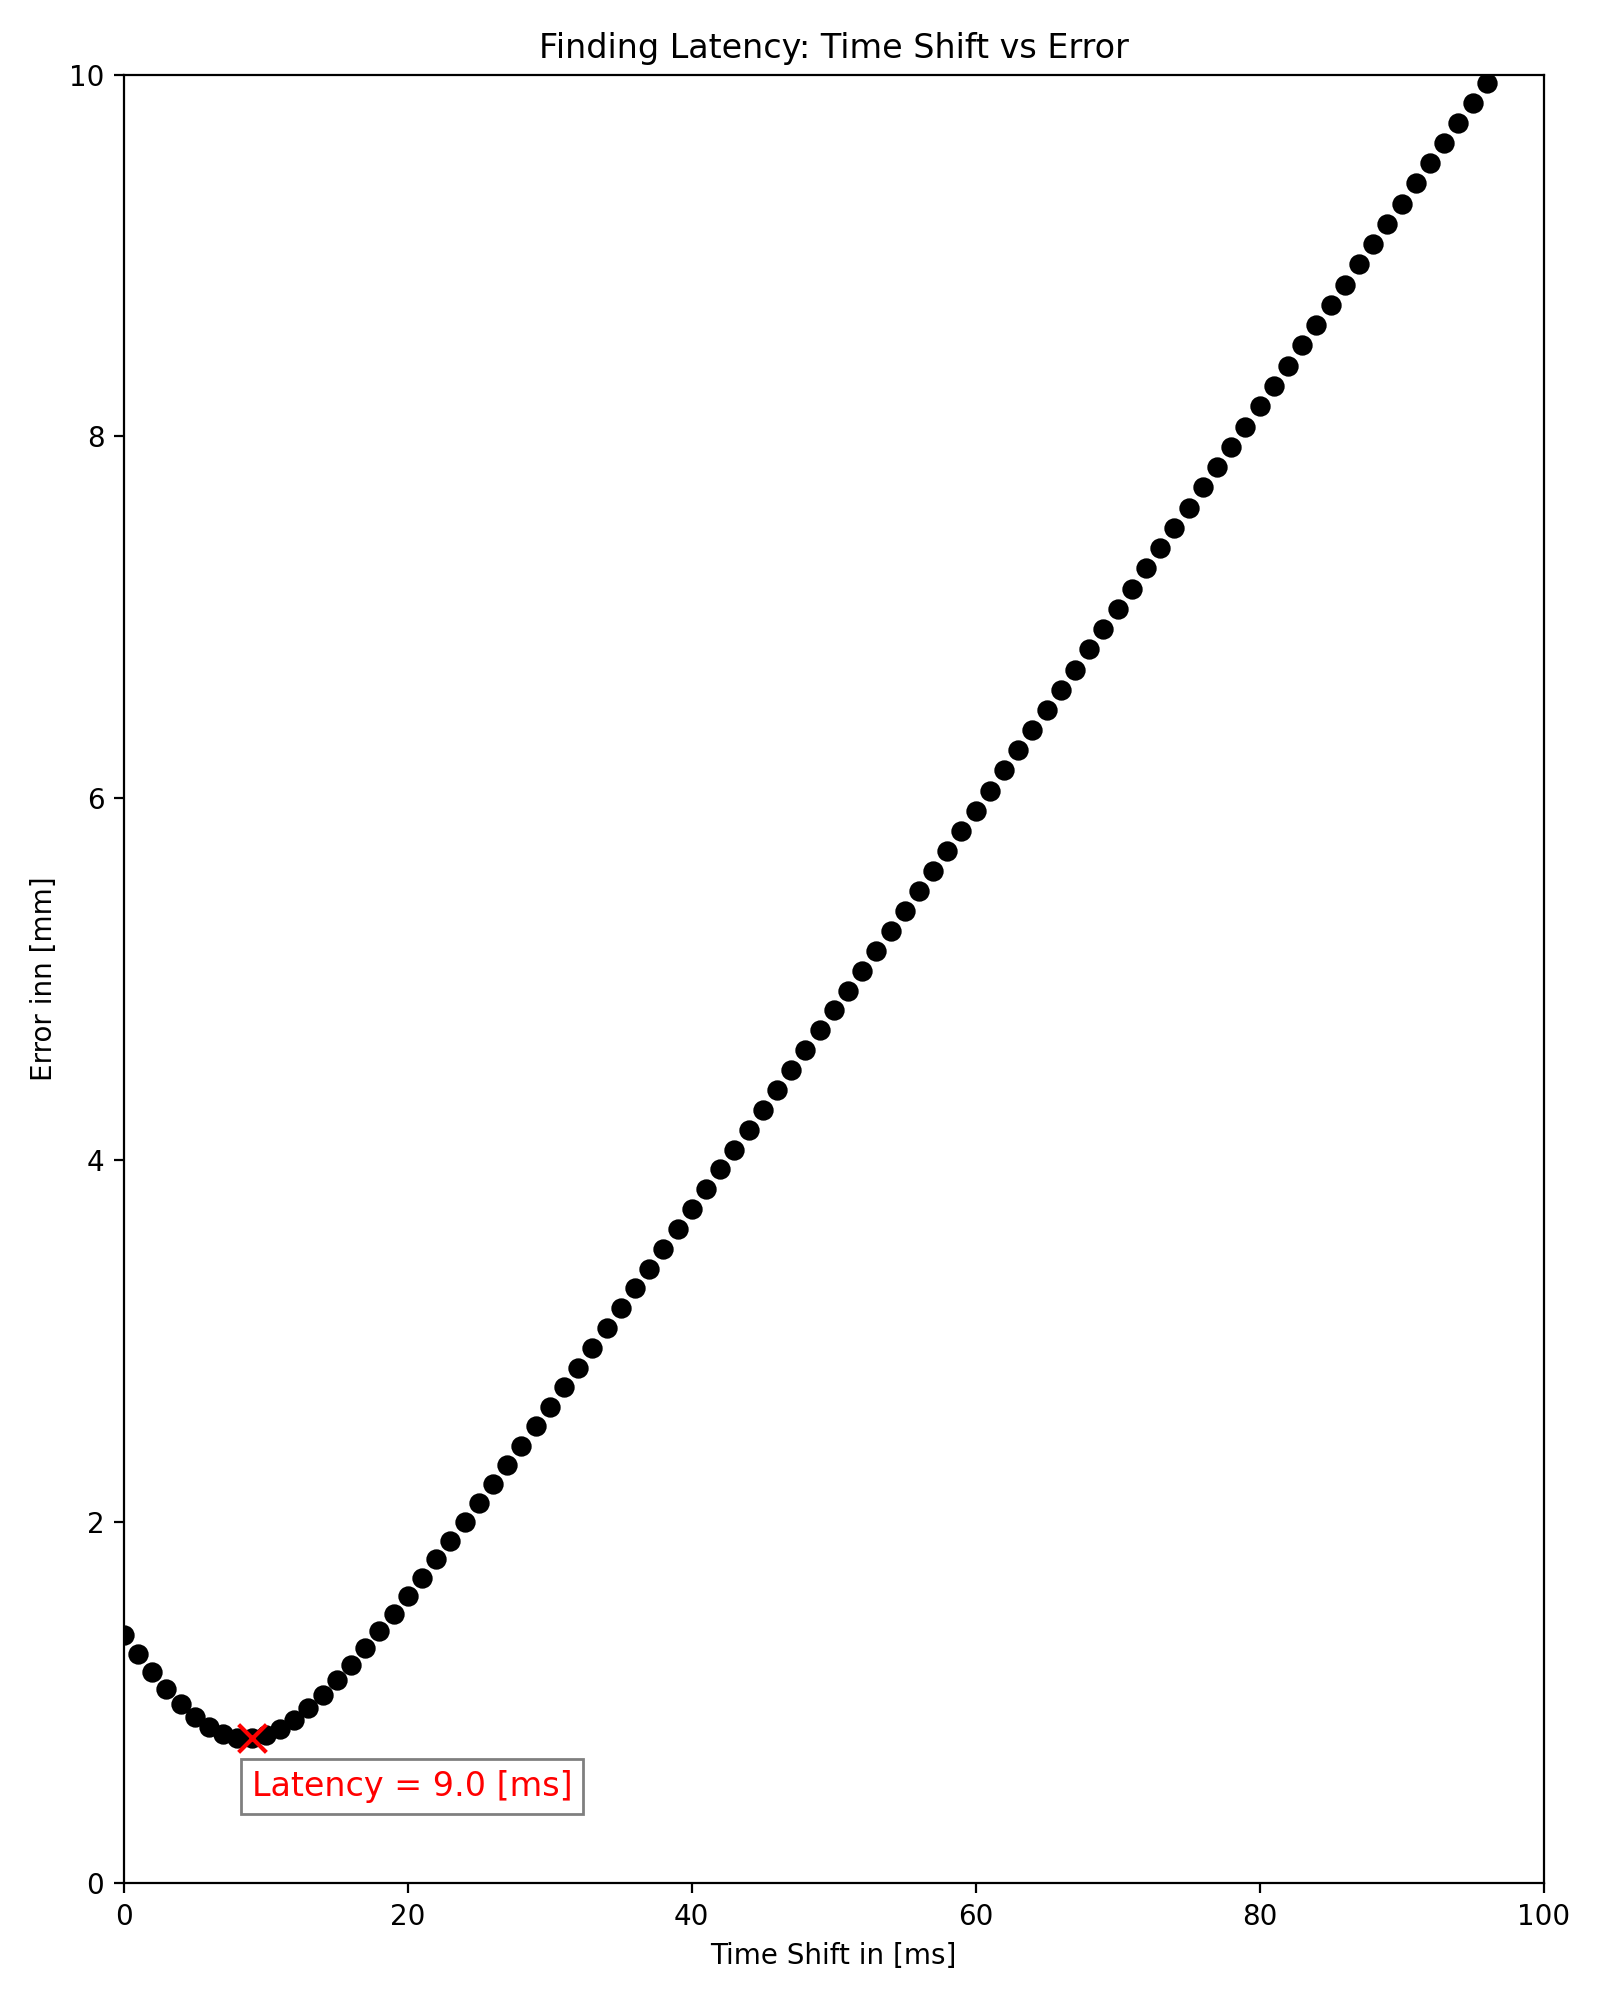 Finding Latency: Time Shift vs Error
10
8
6
4
2
0
Error inn [mm]
Latency = 9.0 [ms]
0 20 40 60 80 100
Time Shift in [ms]